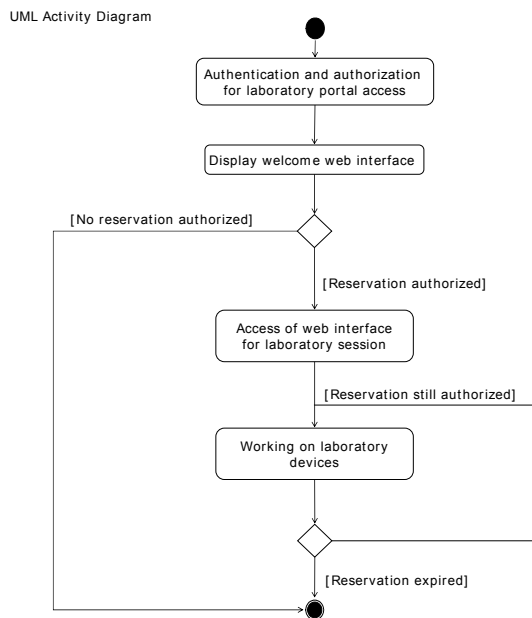 UML Activity Diagram
Authentication and authorization
for laboratory portal access
Display welcome web interface
[No reservation authorized]
[Reservation authorized]
Access of web interface
for laboratory session
[Reservation still authorized]
Working on laboratory
devices
[Reservation expired]